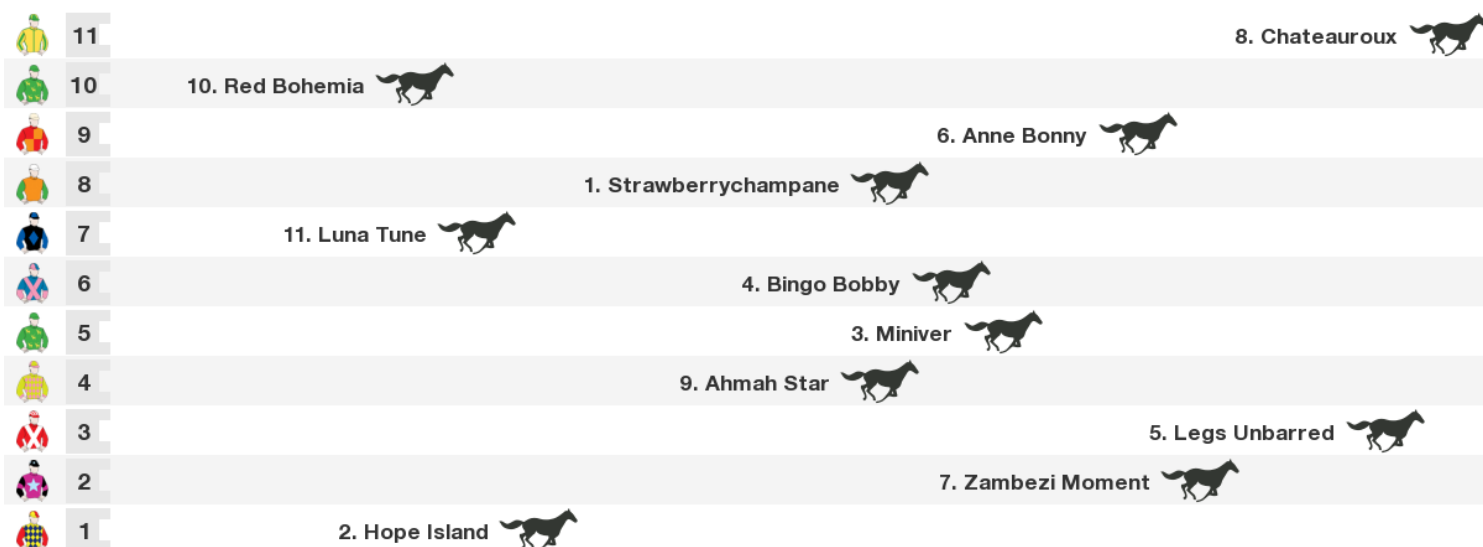 11 8. Chateauroux
10 10. Red Bohemia
9 6. Anne Bonny
8 1. Strawberrychampane
7 11. Luna Tune
6 4. Bingo Bobby
5 3. Miniver
4 9. Ahmah Star
3 5. Legs Unbarred
2 7. Zambezi Moment
1 2. Hope Island